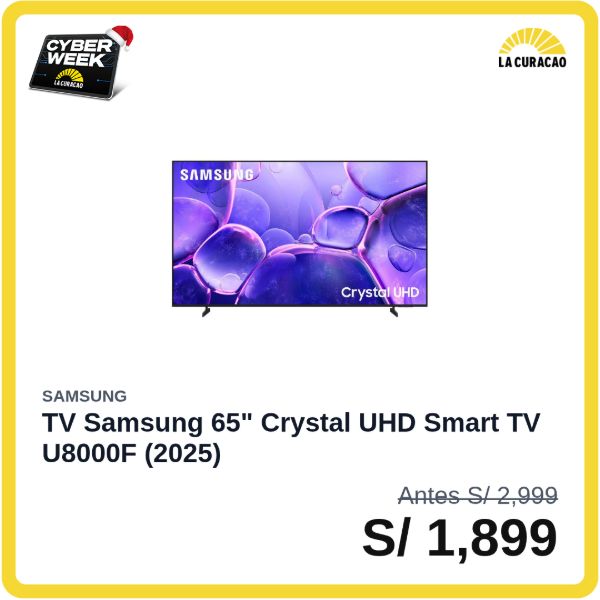 CYBER
WEEK
LA CURACAO
LA CURACAO
SAMSUNG
Crystal UHD
SAMSUNG
TV Samsung 65" Crystal UHD Smart TV
U8000F (2025)
Antes S/ 2,999
S/ 1,899